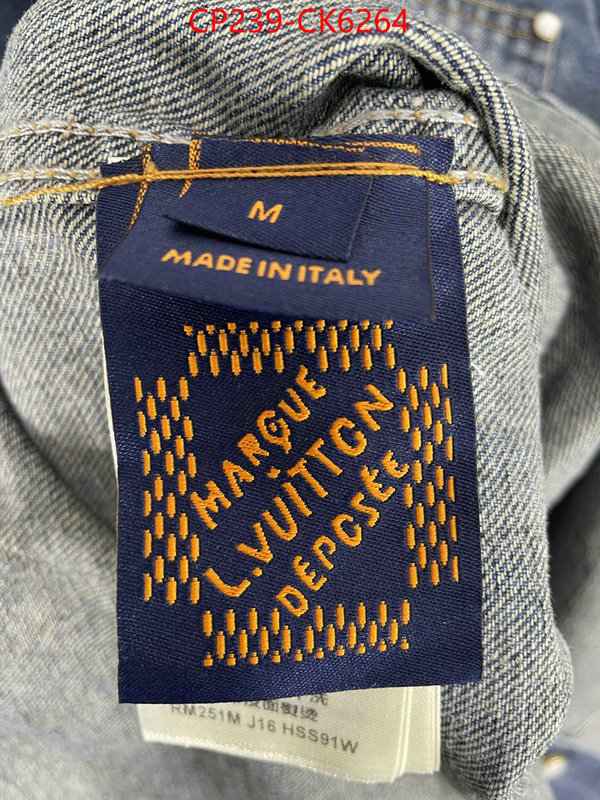 CP239-CK6264
M
MADE IN ITALY
MARQUE
L.VUITTON
DÉPOSÉE
RM251M J16 HSS91W